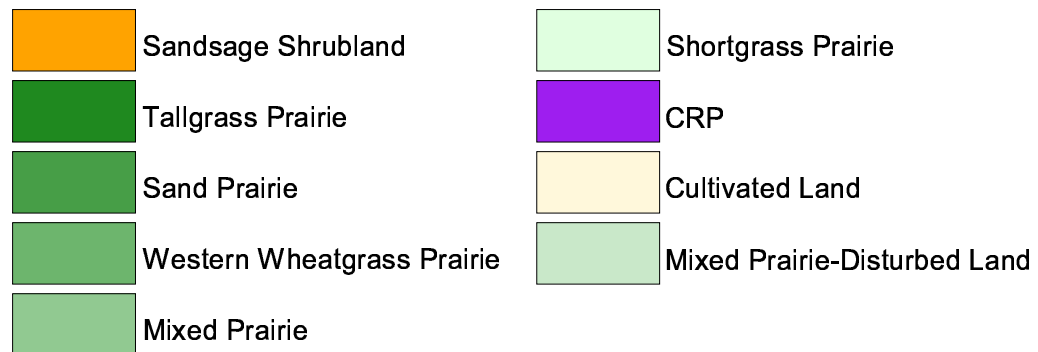 Sandsage Shrubland
Tallgrass Prairie
Sand Prairie
Western Wheatgrass Prairie
Mixed Prairie
Shortgrass Prairie
CRP
Cultivated Land
Mixed Prairie-Disturbed Land